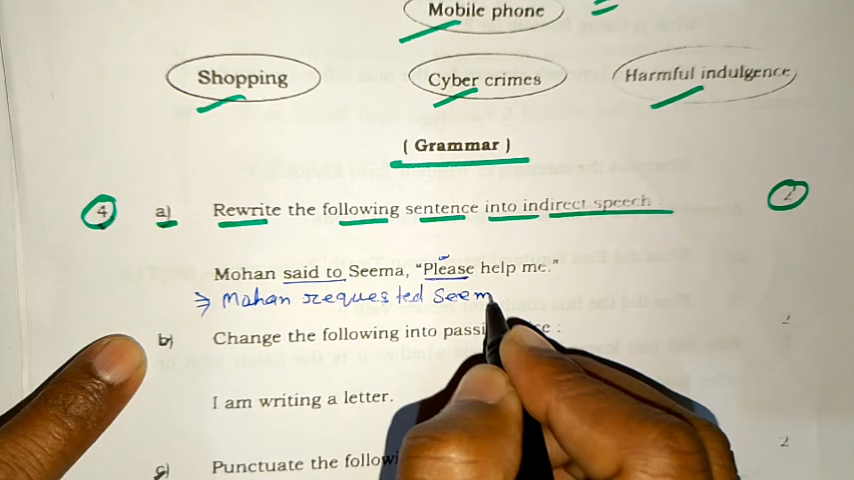 Mobile phone
Shopping
Cyber crimes
Harmful indulgence
( Grammar )
4 a) Rewrite the following sentence into indirect speech : 2
Mohan said to Seema, “Please help me.”
⇒ Mohan requested Seem
b) Change the following into passi : 2
I am writing a letter.
c) Punctuate the followi 2